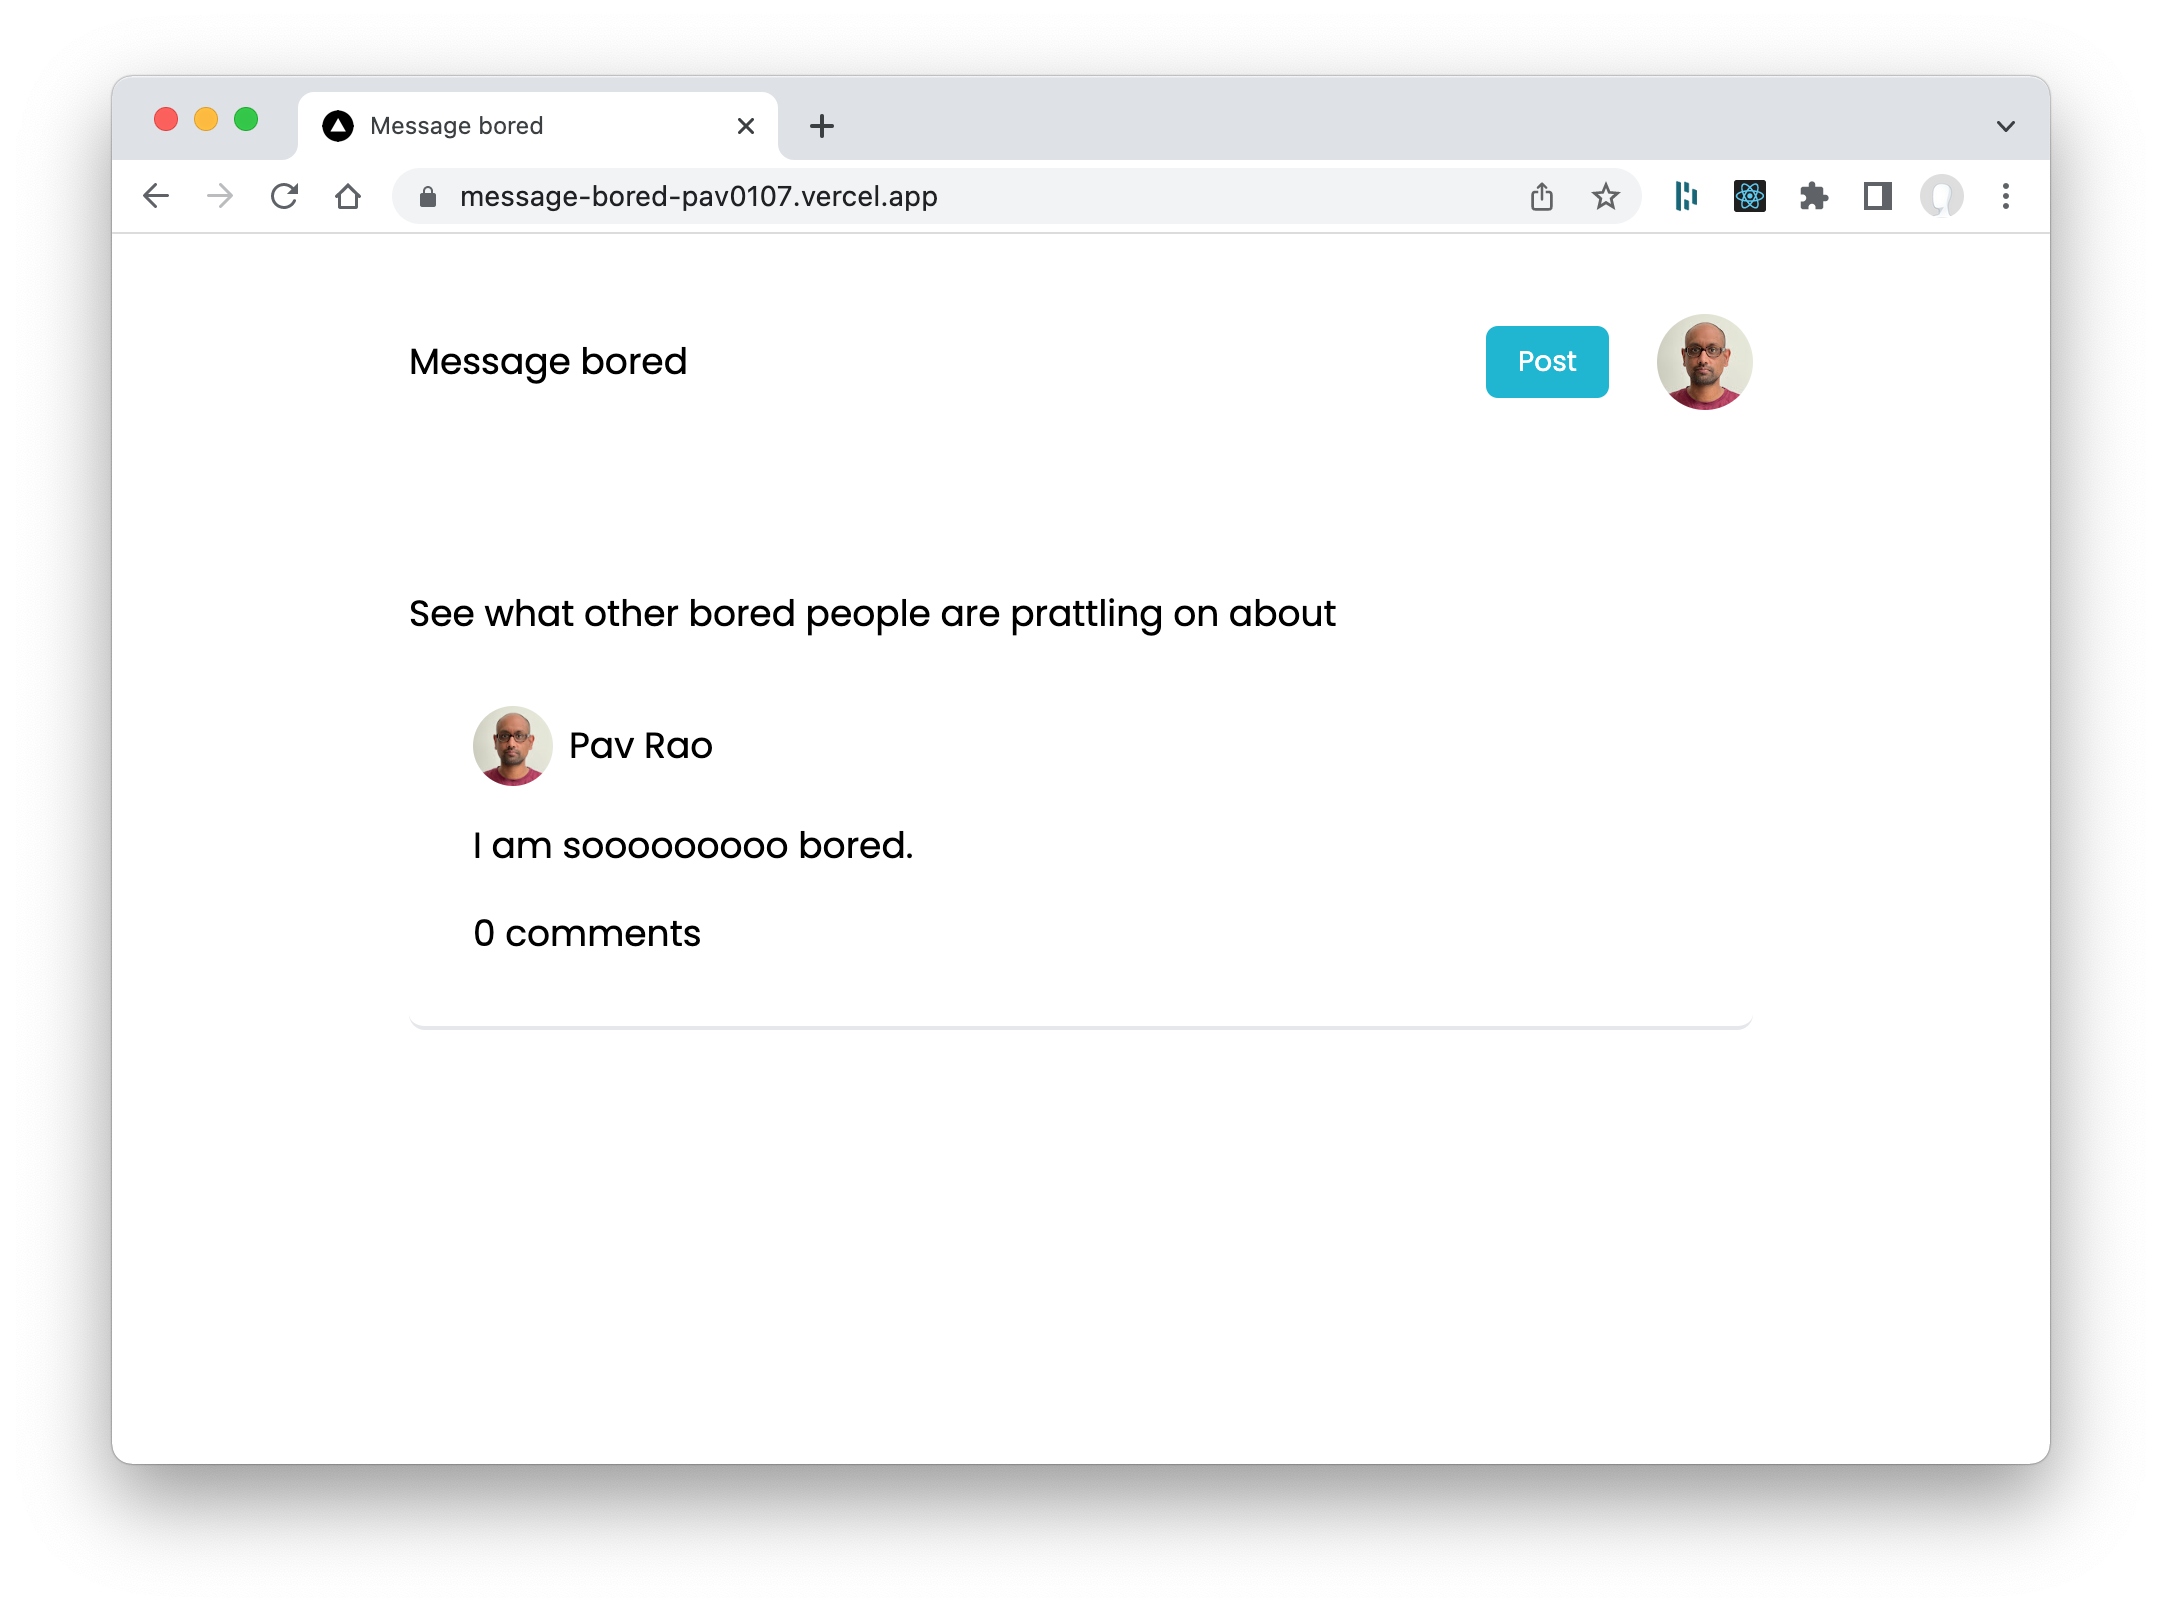 Message bored
message-bored-pav0107.vercel.app
Message bored
Post
See what other bored people are prattling on about
Pav Rao
I am sooooooooo bored.
0 comments